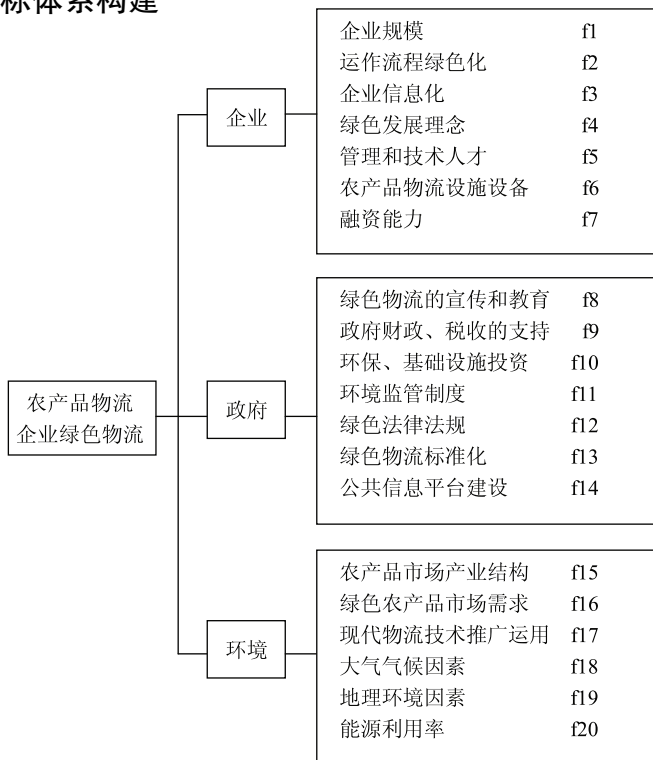 标体系构建
企业规模 f1
运作流程绿色化 f2
企业信息化 f3
绿色发展理念 f4
管理和技术人才 f5
农产品物流设施设备 f6
融资能力 f7
企业
绿色物流的宣传和教育 f8
政府财政、税收的支持 f9
环保、基础设施投资 f10
环境监管制度 f11
绿色法律法规 f12
绿色物流标准化 f13
公共信息平台建设 f14
政府
农产品物流
企业绿色物流
农产品市场产业结构 f15
绿色农产品市场需求 f16
现代物流技术推广运用 f17
大气气候因素 f18
地理环境因素 f19
能源利用率 f20
环境